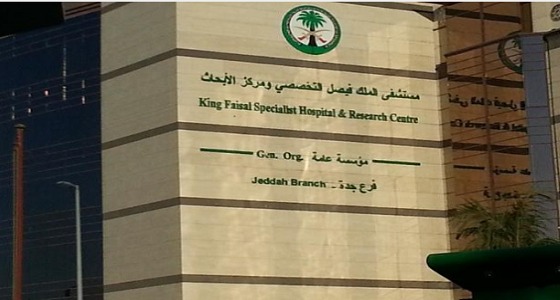 مستشفى الملك فيصل التخصصي ومركز الأبحاث
King Faisal Specialist Hospital & Research Centre
Gen. Org. مؤسسة عامة
Jeddah Branch - فرع جدة